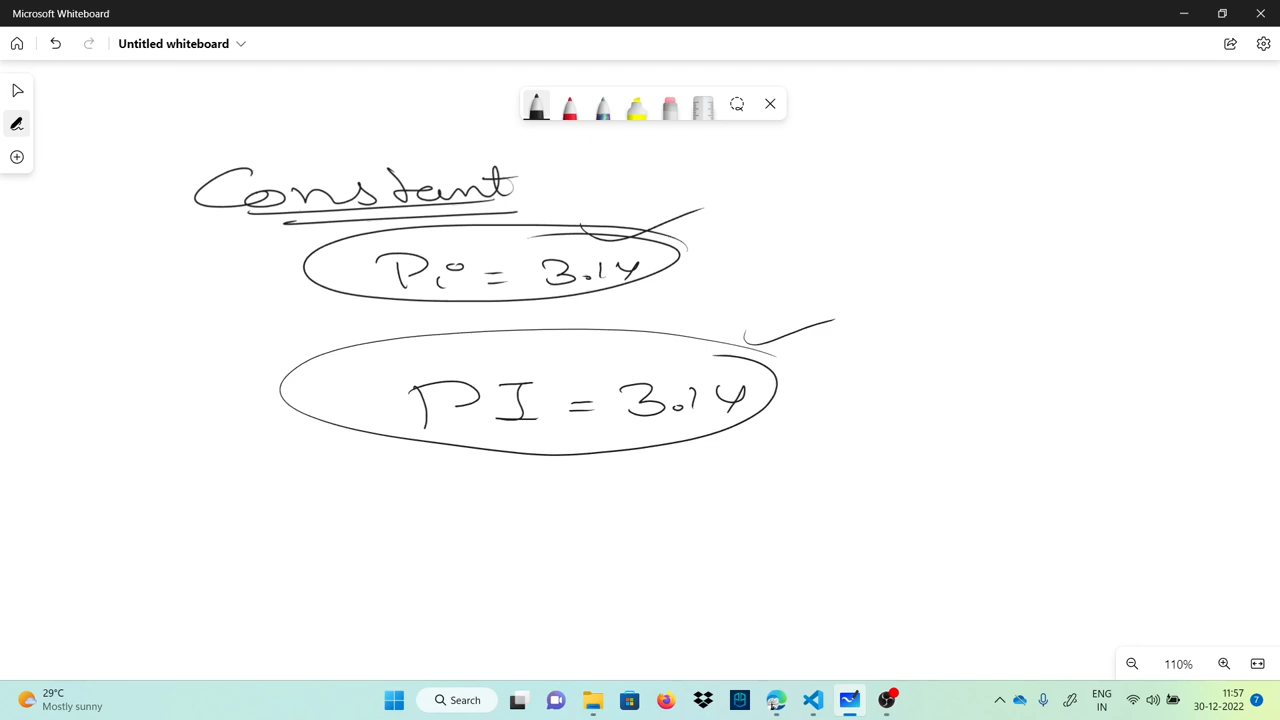 Microsoft Whiteboard
Untitled whiteboard
Constant
Pi = 3.14
PI = 3.14
110%
29°C
Mostly sunny
Search
ENG
IN
11:57
30-12-2022
7